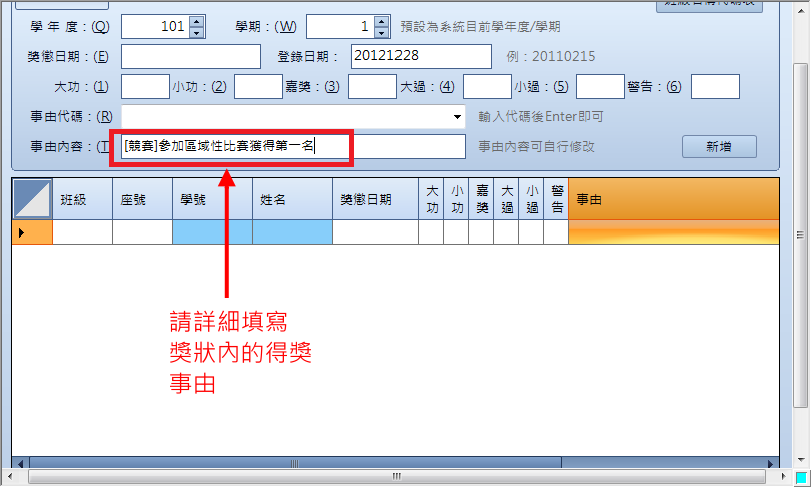 學年度：(Q) 101 學期：(W) 1 預設為系統目前學年度/學期
獎懲日期：(E) 登錄日期： 20121228 例：20110215
大功：(1) 小功：(2) 嘉獎：(3) 大過：(4) 小過：(5) 警告：(6)
事由代碼：(R) 輸入代碼後Enter即可
事由內容：(T [競賽]參加區域性比賽獲得第一名 事由內容可自行修改 新增
班級 座號 學號 姓名 獎懲日期 大功 小功 嘉獎 大過 小過 警告 事由
請詳細填寫
獎狀內的得獎
事由